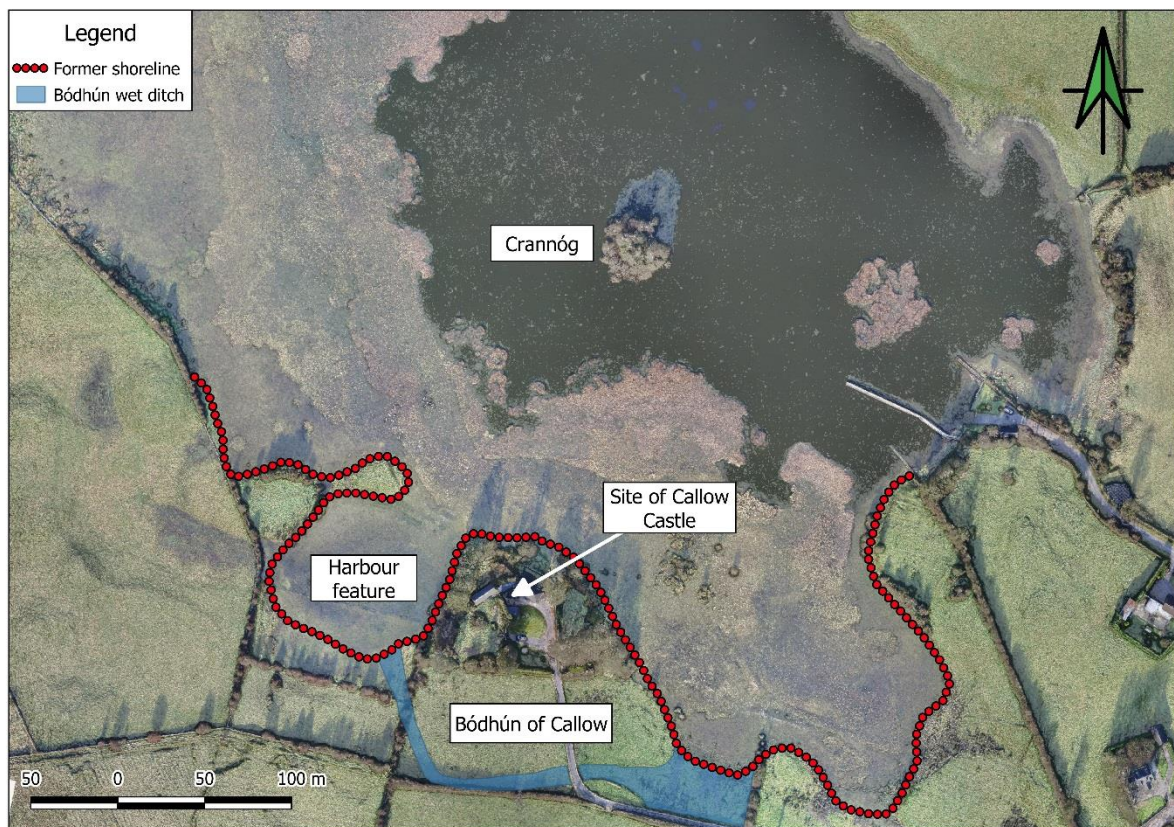 Legend
Former shoreline
Bódhún wet ditch
Crannóg
Site of Callow
Castle
Harbour
feature
Bódhún of Callow
50 0 50 100 m